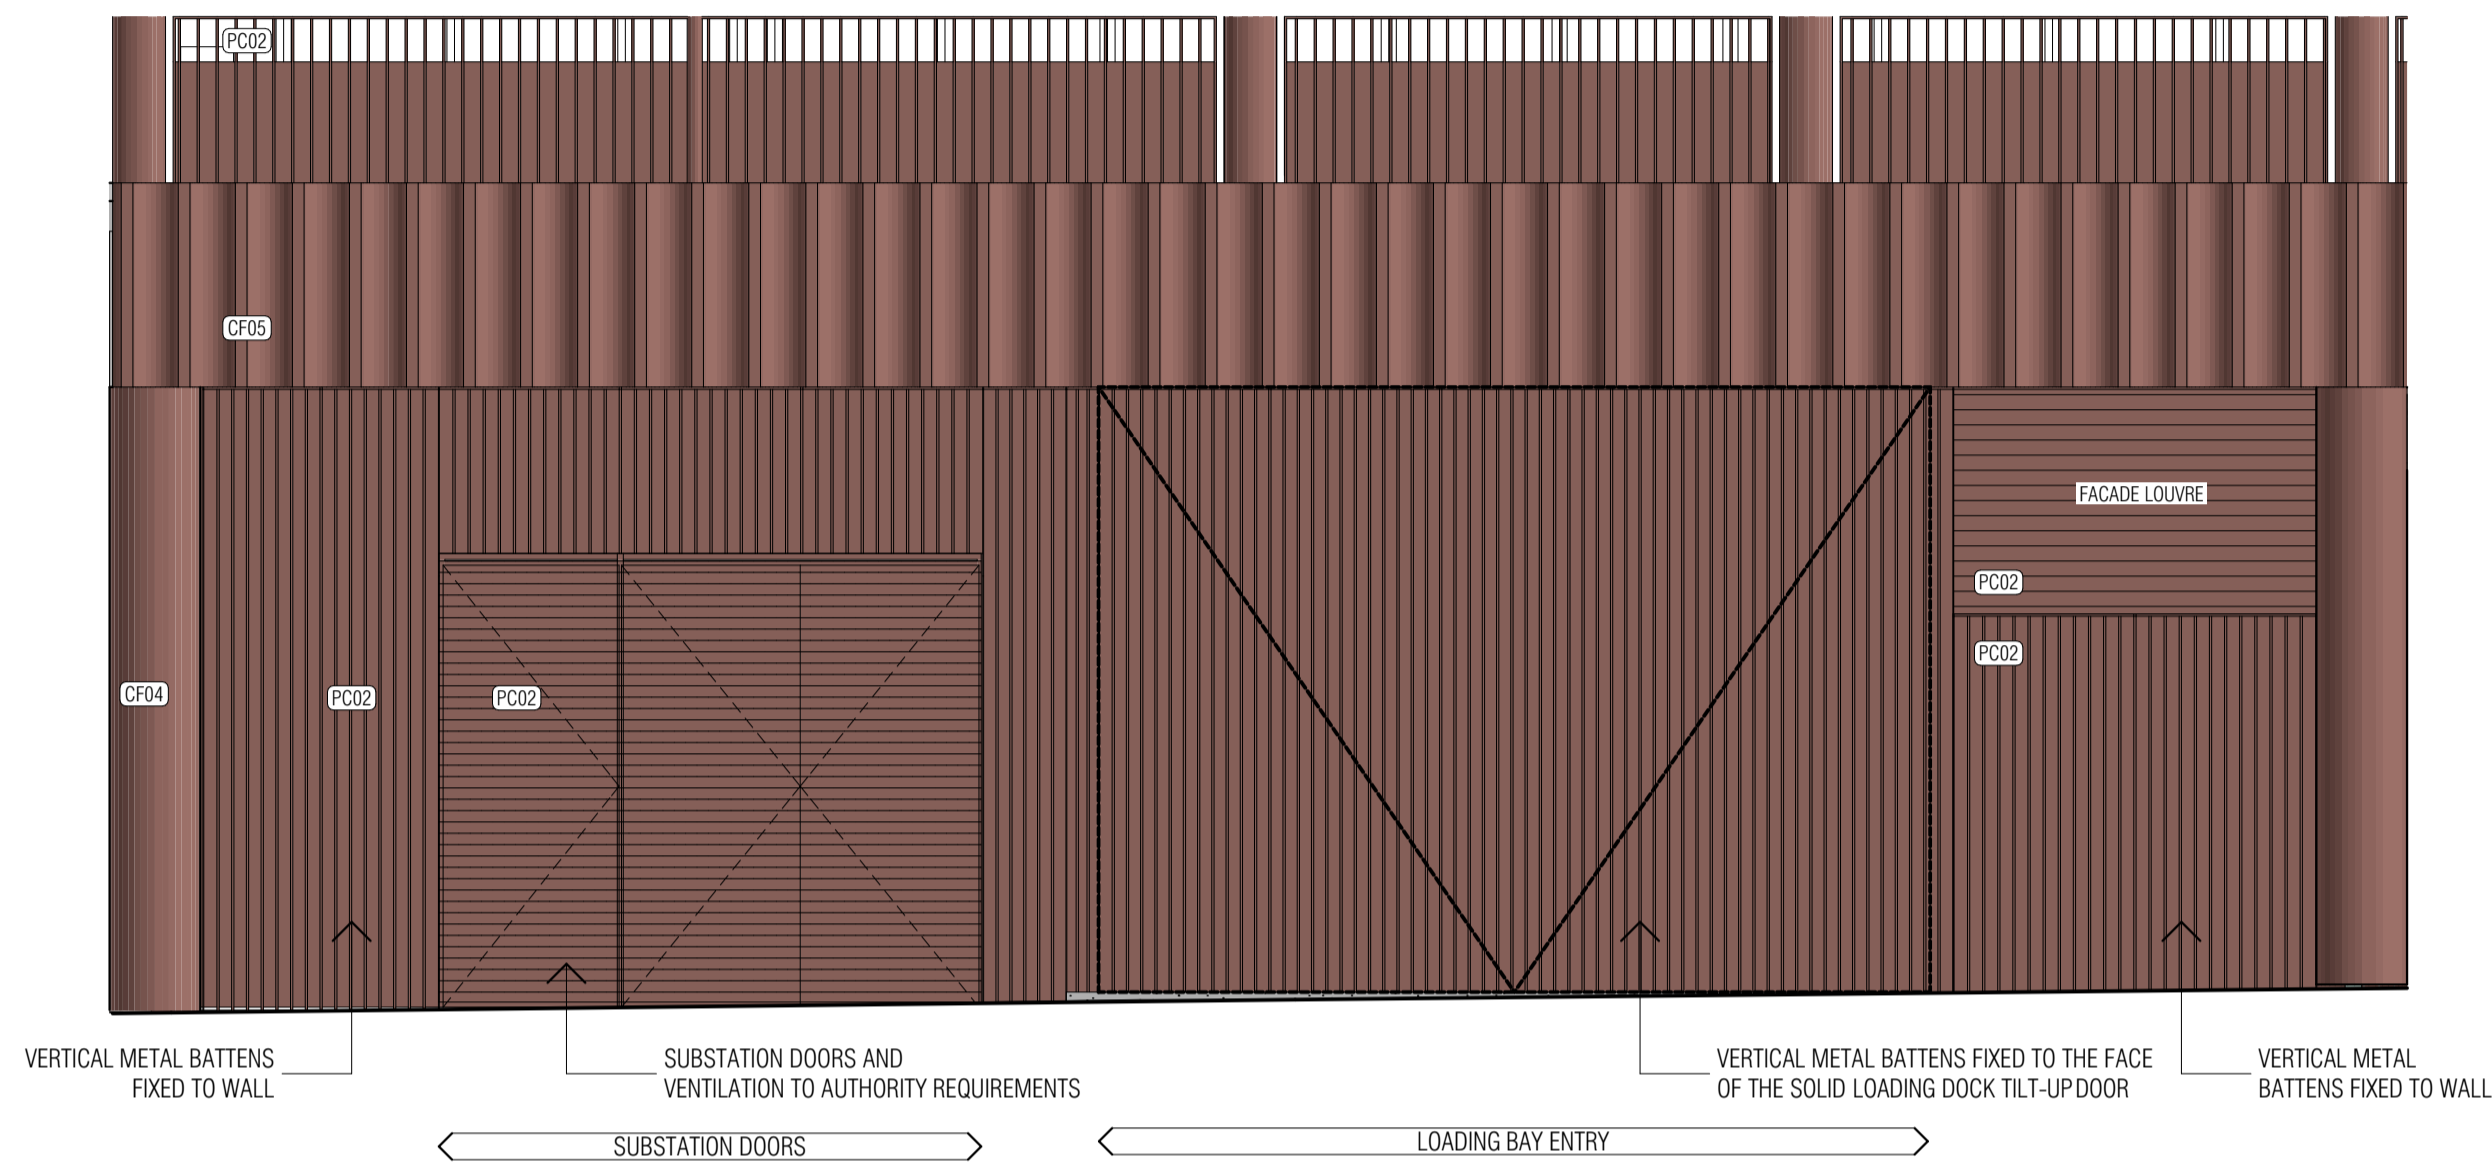 PC02
CF05
FACADE LOUVRE
PC02
PC02
CF04
PC02
PC02
VERTICAL METAL BATTENS
FIXED TO WALL
SUBSTATION DOORS AND
VENTILATION TO AUTHORITY REQUIREMENTS
VERTICAL METAL BATTENS FIXED TO THE FACE
OF THE SOLID LOADING DOCK TILT-UP DOOR
VERTICAL METAL
BATTENS FIXED TO WALL
SUBSTATION DOORS
LOADING BAY ENTRY